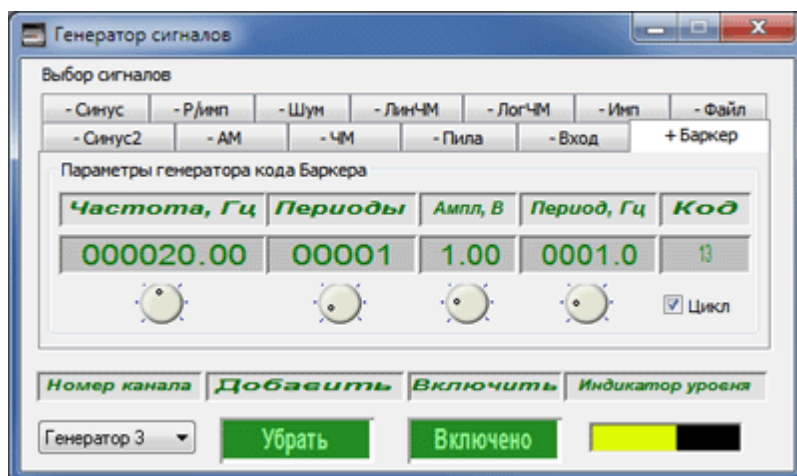 Генератор сигналов
Выбор сигналов
- Синус - Р/имп - Шум - ЛинЧМ - ЛогЧМ - Имп - Файл
- Синус2 - АМ - ЧМ - Пила - Вход + Баркер
Параметры генератора кода Баркера
Частота, Гц Периоды Ампл, В Период, Гц Код
000020.00 00001 1.00 0001.0 13
Цикл
Номер канала Добавить Включить Индикатор уровня
Генератор 3 Убрать Включено